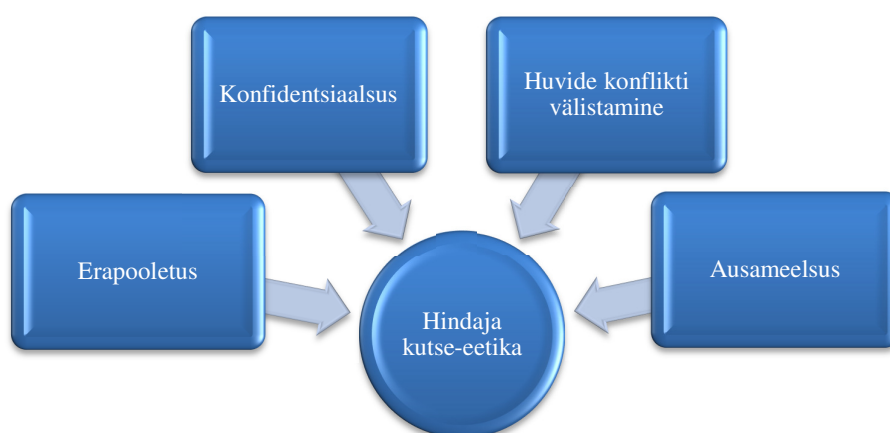 Konfidentsiaalsus
Huvide konflikti
välistamine
Erapooletus
Ausameelsus
Hindaja
kutse-eetika